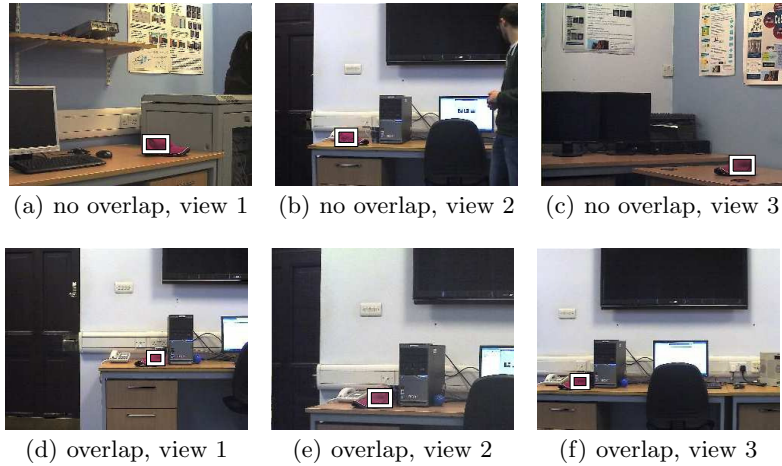 (a) no overlap, view 1
(b) no overlap, view 2
(c) no overlap, view 3
(d) overlap, view 1
(e) overlap, view 2
(f) overlap, view 3